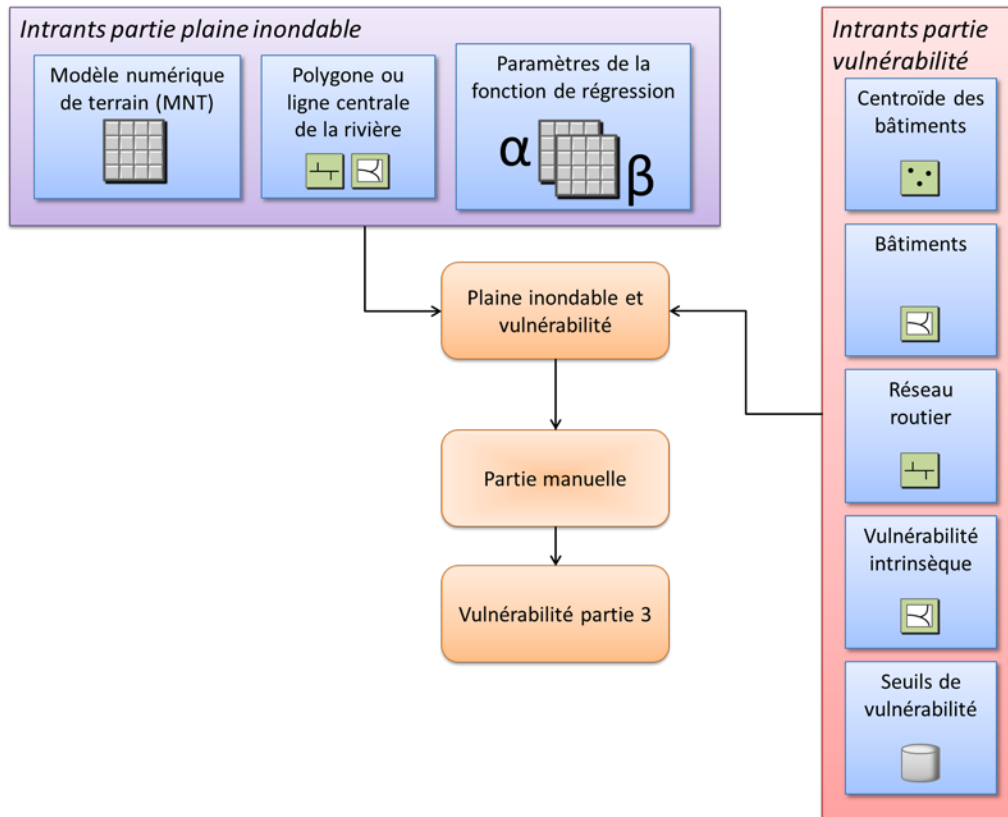 Intrants partie plaine inondable
Modèle numérique
de terrain (MNT)
Polygone ou
ligne centrale
de la rivière
Paramètres de la
fonction de régression
α
β
Intrants partie
vulnérabilité
Centroïde des
bâtiments
Bâtiments
Réseau
routier
Vulnérabilité
intrinsèque
Seuils de
vulnérabilité
Plaine inondable et
vulnérabilité
Partie manuelle
Vulnérabilité partie 3